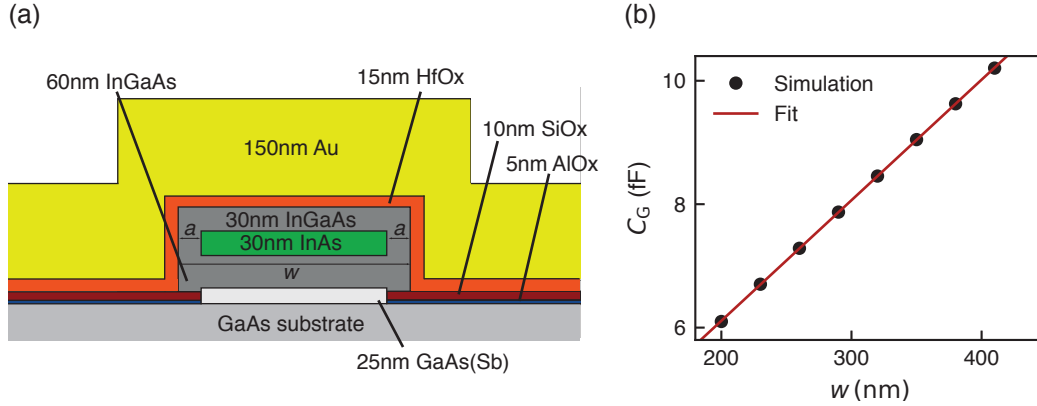 (a)
60nm InGaAs
15nm HfOx
10nm SiOx
5nm AlOx
150nm Au
30nm InGaAs
a
30nm InAs
a
w
GaAs substrate
25nm GaAs(Sb)
(b)
C_G (fF)
10
8
6
Simulation
Fit
200
300
400
w (nm)